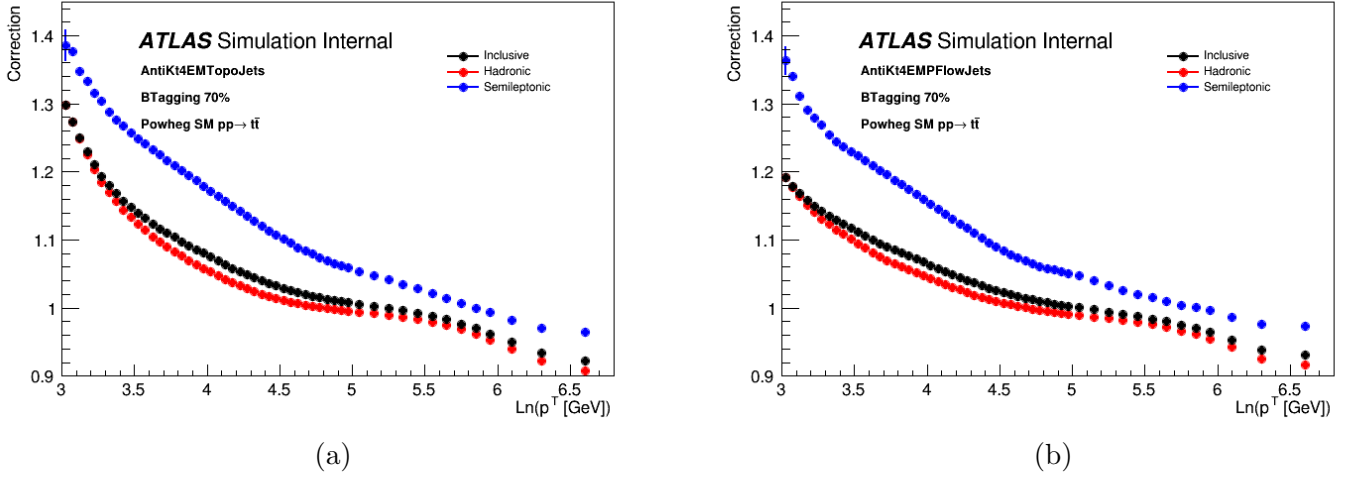 Correction
1.4
1.3
1.2
1.1
1
0.9
ATLAS Simulation Internal
AntiKt4EMTopoJets
BTagging 70%
Powheg SM pp→ tt̄
Inclusive
Hadronic
Semileptonic
3 3.5 4 4.5 5 5.5 6 6.5
Ln(p^T [GeV])
(a)
Correction
1.4
1.3
1.2
1.1
1
0.9
ATLAS Simulation Internal
AntiKt4EMPFlowJets
BTagging 70%
Powheg SM pp→ tt̄
Inclusive
Hadronic
Semileptonic
3 3.5 4 4.5 5 5.5 6 6.5
Ln(p^T [GeV])
(b)